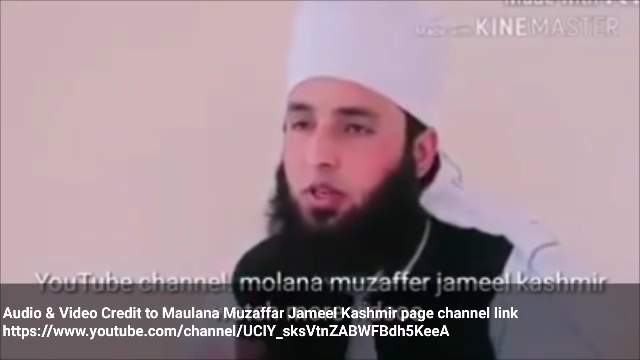 Made with KINEMASTER
YouTube channel molana muzaffer jameel kashmir
Audio & Video Credit to Maulana Muzaffar Jameel Kashmir page channel link
https://www.youtube.com/channel/UClY_sksVtnZABWFBdh5KeeA